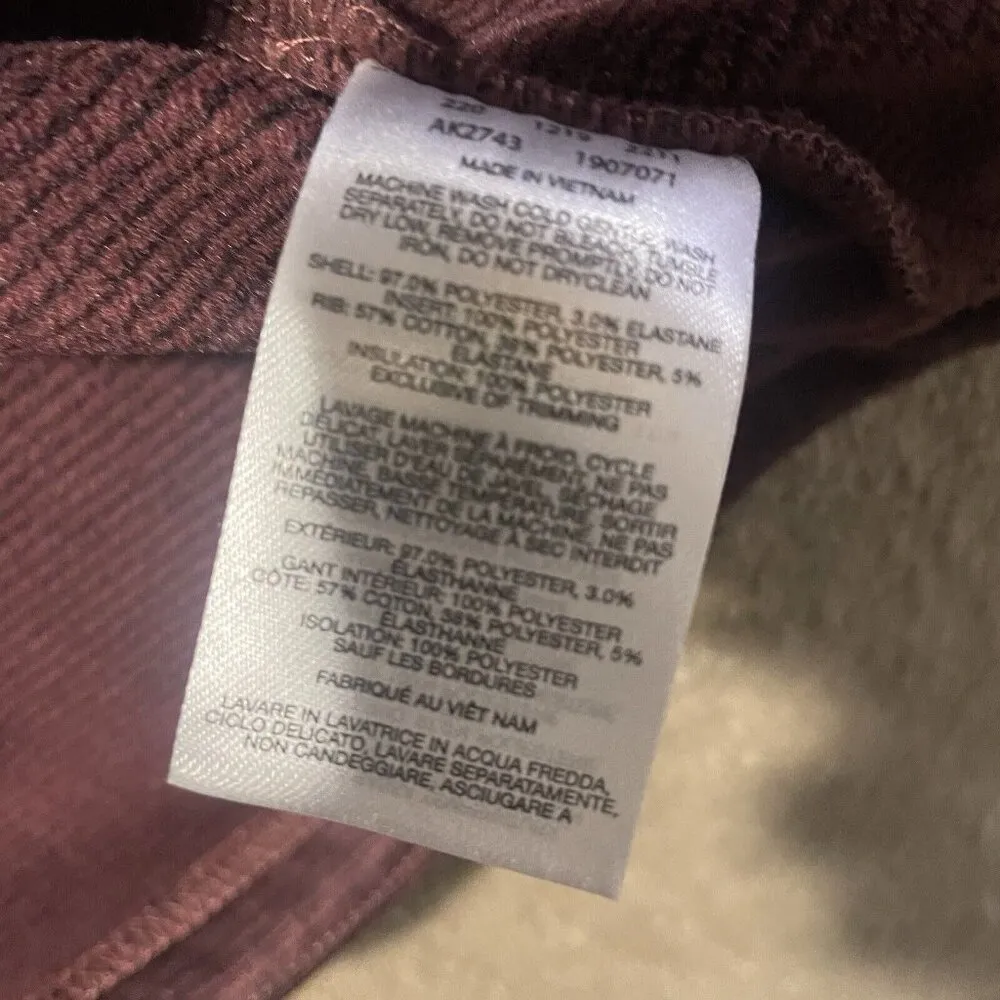 220 1219 2211
AK2743 1907071
MADE IN VIETNAM
MACHINE WASH COLD GENTLE, WASH
SEPARATELY, DO NOT BLEACH, TUMBLE
DRY LOW, REMOVE PROMPTLY, DO NOT
IRON, DO NOT DRYCLEAN
SHELL: 97.0% POLYESTER, 3.0% ELASTANE
INSERT: 100% POLYESTER
RIB: 57% COTTON, 38% POLYESTER, 5%
ELASTANE
INSULATION: 100% POLYESTER
EXCLUSIVE OF TRIMMING
LAVAGE MACHINE À FROID, CYCLE
DÉLICAT, LAVER SÉPARÉMENT, NE PAS
UTILISER D'EAU DE JAVEL, SÉCHAGE
MACHINE, BASSE TEMPÉRATURE, SORTIR
IMMÉDIATEMENT DE LA MACHINE, NE PAS
REPASSER, NETTOYAGE À SEC INTERDIT
EXTÉRIEUR: 97.0% POLYESTER, 3.0%
ÉLASTHANNE
GANT INTÉRIEUR: 100% POLYESTER
CÔTE: 57% COTON, 38% POLYESTER, 5%
ÉLASTHANNE
ISOLATION: 100% POLYESTER
SAUF LES BORDURES
FABRIQUÉ AU VIÊT NAM
LAVARE IN LAVATRICE IN ACQUA FREDDA,
CICLO DELICATO, LAVARE SEPARATAMENTE,
NON CANDEGGIARE, ASCIUGARE A